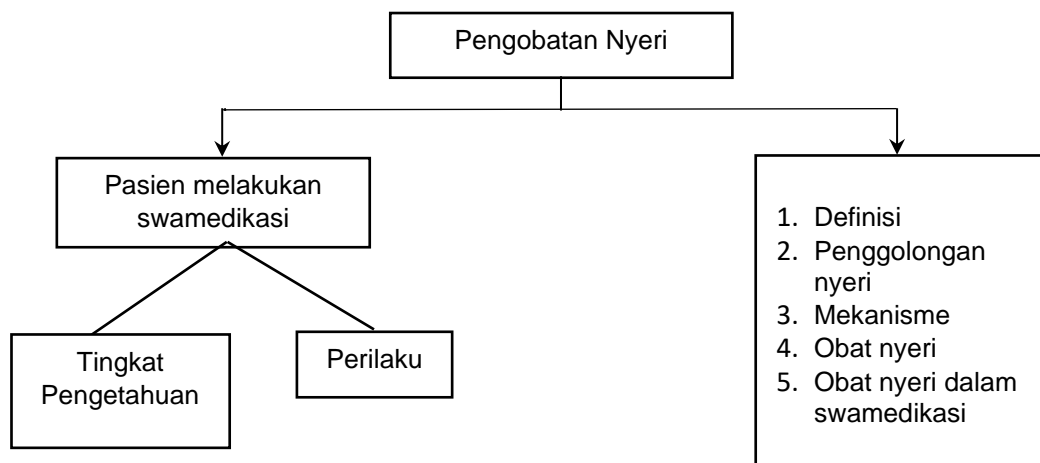 Pengobatan Nyeri
Pasien melakukan
swamedikasi
1. Definisi
2. Penggolongan
nyeri
3. Mekanisme
4. Obat nyeri
5. Obat nyeri dalam
swamedikasi
Tingkat
Pengetahuan
Perilaku